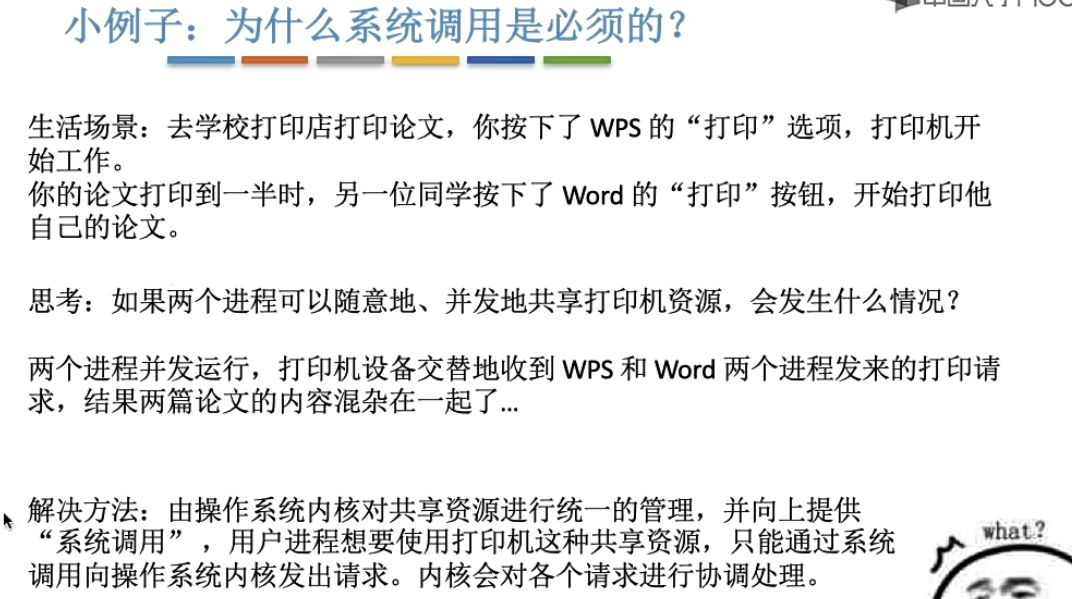 小例子：为什么系统调用是必须的？
生活场景：去学校打印店打印论文，你按下了 WPS 的“打印”选项，打印机开
始工作。
你的论文打印到一半时，另一位同学按下了 Word 的“打印”按钮，开始打印他
自己的论文。
思考：如果两个进程可以随意地、并发地共享打印机资源，会发生什么情况？
两个进程并发运行，打印机设备交替地收到 WPS 和 Word 两个进程发来的打印请
求，结果两篇论文的内容混杂在一起了...
解决方法：由操作系统内核对共享资源进行统一的管理，并向上提供
“系统调用”，用户进程想要使用打印机这种共享资源，只能通过系统
调用向操作系统内核发出请求。内核会对各个请求进行协调处理。
what?